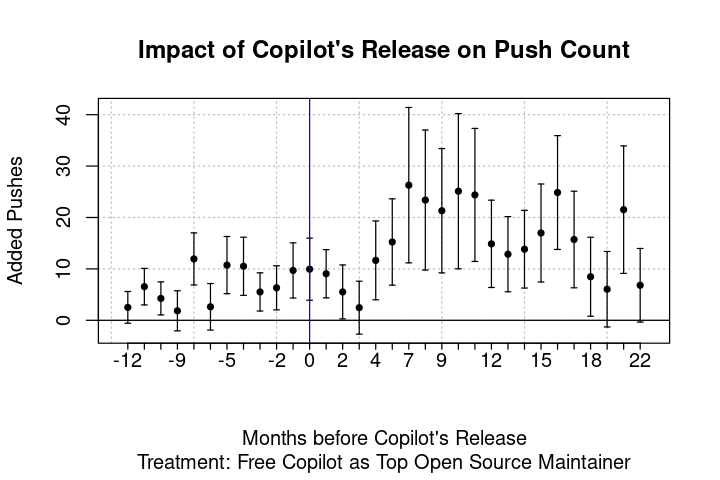 Impact of Copilot's Release on Push Count
Added Pushes
40
30
20
10
0
-12 -9 -5 -2 0 2 4 7 9 12 15 18 22
Months before Copilot's Release
Treatment: Free Copilot as Top Open Source Maintainer